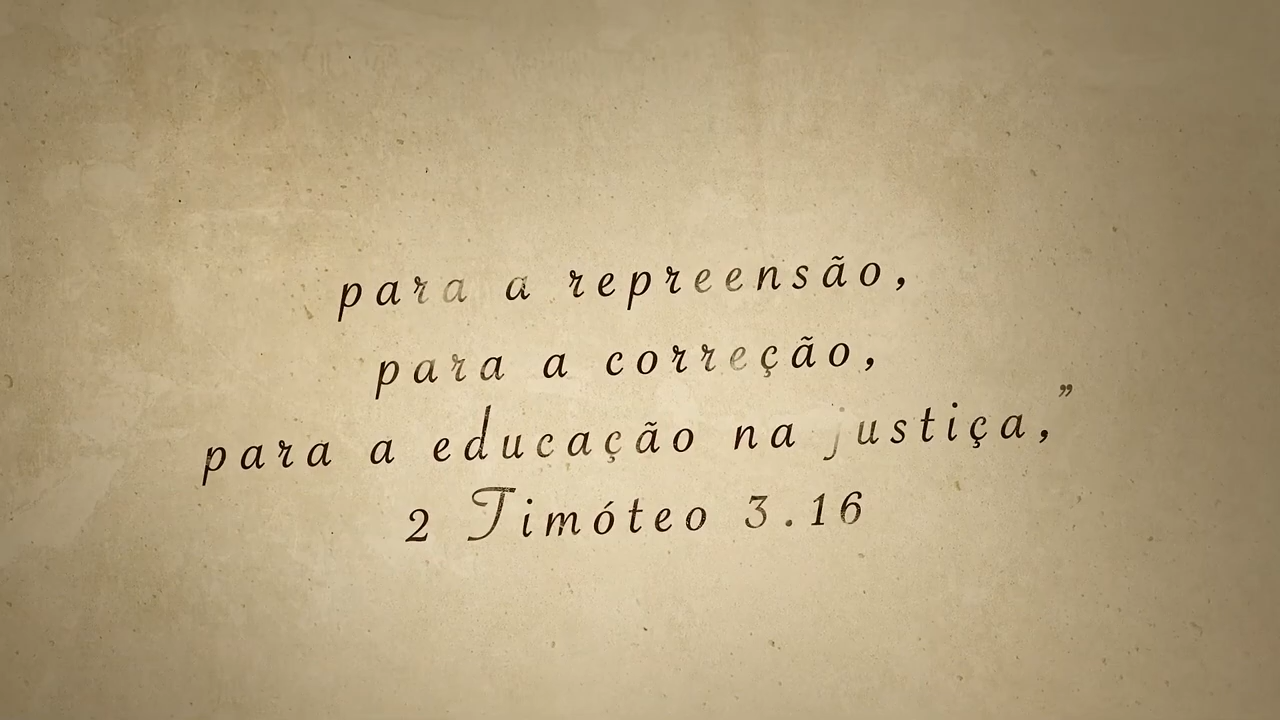 para a repreensão,
para a correção,
para a educação na justiça,”
2 Timóteo 3.16